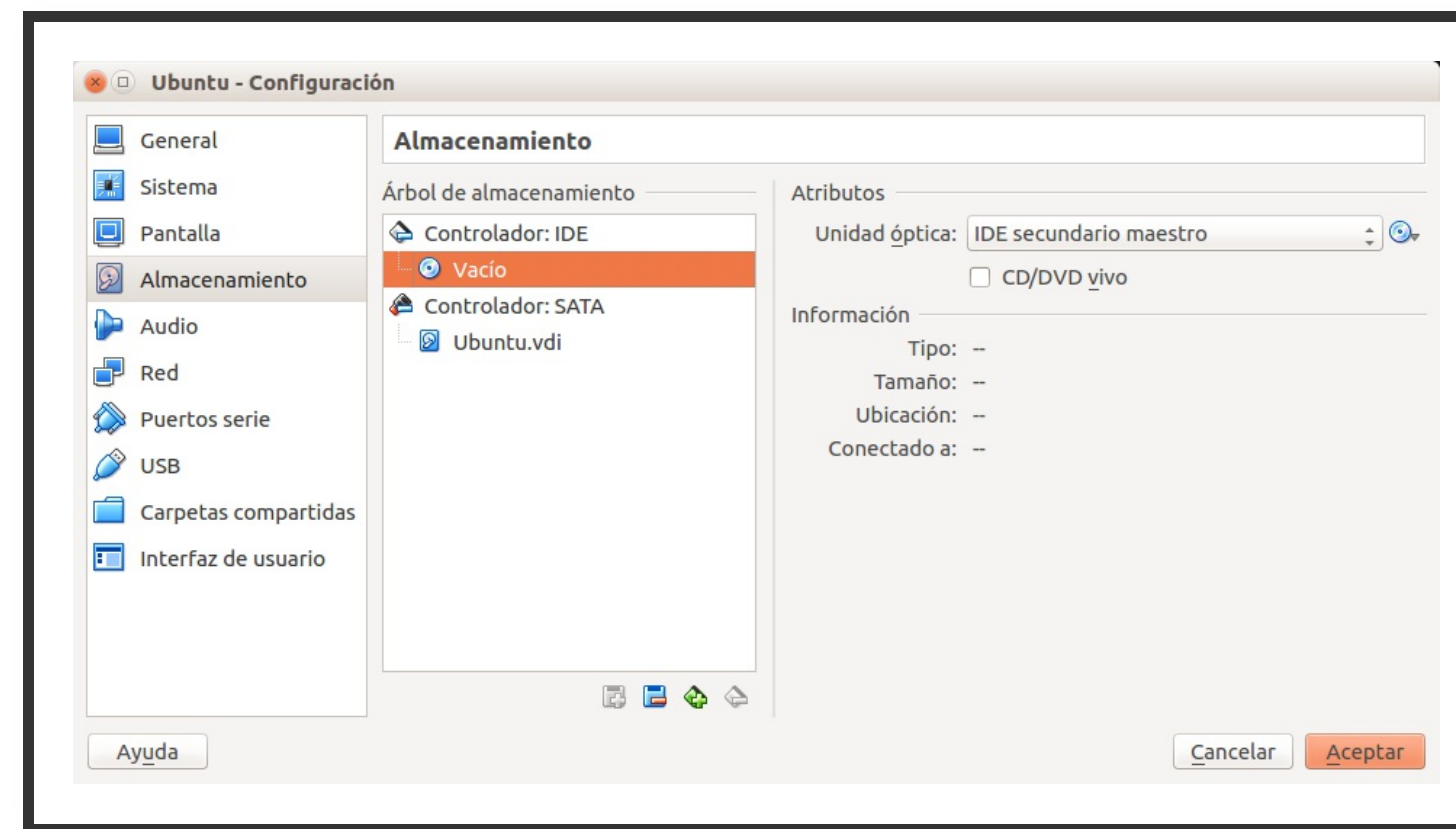 Ubuntu - Configuración
General
Sistema
Pantalla
Almacenamiento
Audio
Red
Puertos serie
USB
Carpetas compartidas
Interfaz de usuario
Almacenamiento
Árbol de almacenamiento
Controlador: IDE
Vacío
Controlador: SATA
Ubuntu.vdi
Atributos
Unidad óptica: IDE secundario maestro
CD/DVD vivo
Información
Tipo: --
Tamaño: --
Ubicación: --
Conectado a: --
Ayuda
Cancelar
Aceptar